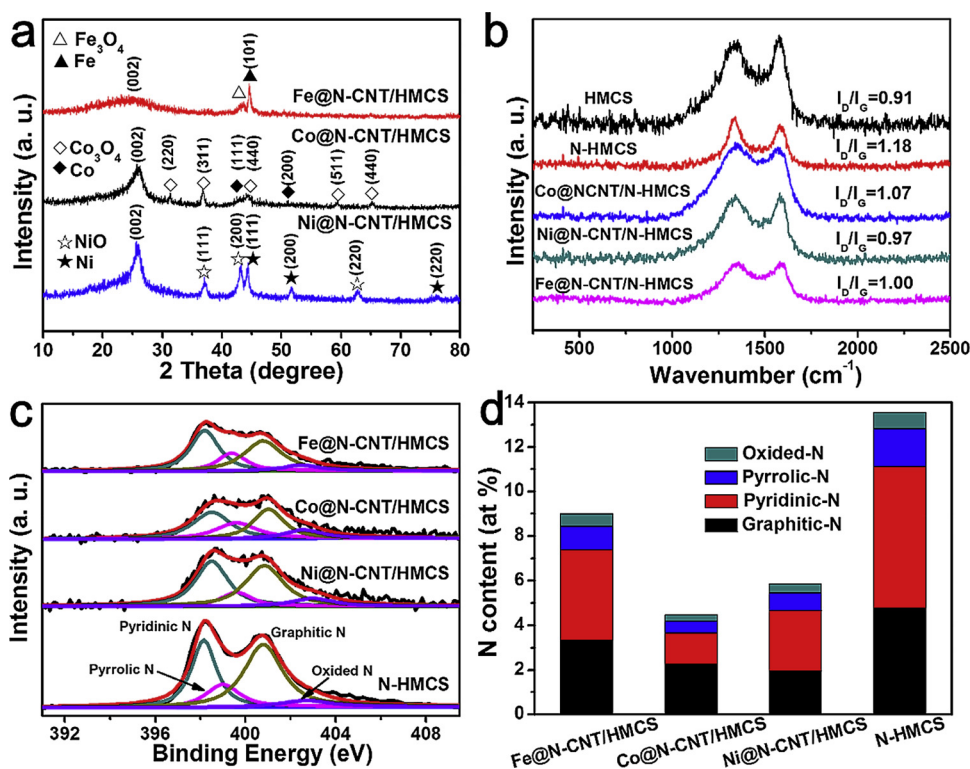 a
△ Fe3O4
▲ Fe
(002)
(101)
Fe@N-CNT/HMCS
Co@N-CNT/HMCS
◇ Co3O4
◆ Co
(002)
(220)
(311)
(111)
(440)
(200)
(511)
(440)
Ni@N-CNT/HMCS
☆ NiO
★ Ni
(002)
(111)
(200)
(111)
(200)
(220)
(220)
Intensity (a. u.)
10 20 30 40 50 60 70 80
2 Theta (degree)
b
HMCS
ID/IG=0.91
N-HMCS
ID/IG=1.18
Co@NCNT/N-HMCS
ID/IG=1.07
Ni@N-CNT/N-HMCS
ID/IG=0.97
Fe@N-CNT/N-HMCS
ID/IG=1.00
Intensity (a. u.)
500 1000 1500 2000 2500
Wavenumber (cm-1)
c
Fe@N-CNT/HMCS
Co@N-CNT/HMCS
Ni@N-CNT/HMCS
Pyridinic N
Graphitic N
Pyrrolic N
Oxided N
N-HMCS
Intensity (a. u.)
392 396 400 404 408
Binding Energy (eV)
d
14
12
10
8
6
4
2
0
N content (at %)
Oxided-N
Pyrrolic-N
Pyridinic-N
Graphitic-N
Fe@N-CNT/HMCS
Co@N-CNT/HMCS
Ni@N-CNT/HMCS
N-HMCS